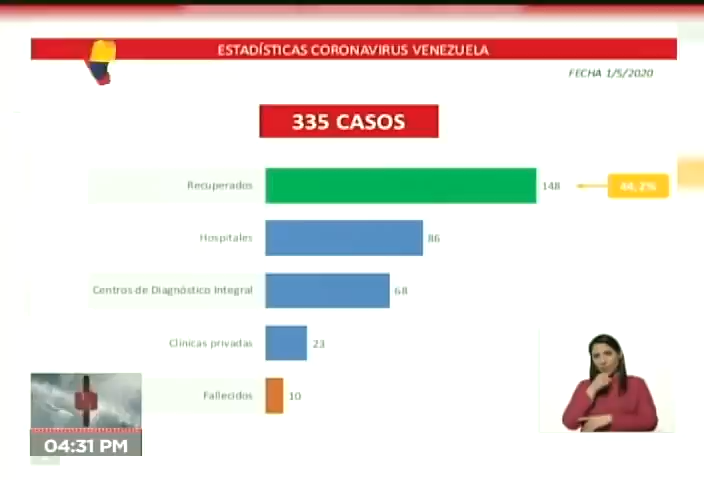 ESTADÍSTICAS CORONAVIRUS VENEZUELA
FECHA 1/5/2020
335 CASOS
Recuperados 148 44,2%
Hospitales 86
Centros de Diagnóstico Integral 68
Clínicas privadas 23
Fallecidos 10
04:31 PM